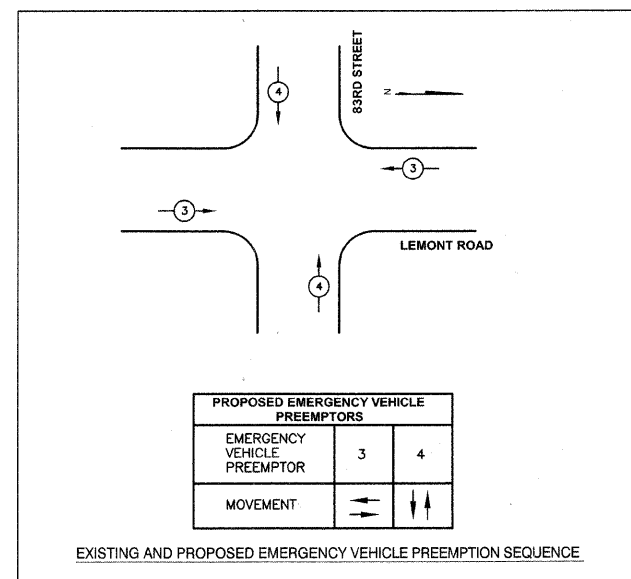 83RD STREET
N
4
3
3
LEMONT ROAD
4
PROPOSED EMERGENCY VEHICLE
PREEMPTORS
EMERGENCY
VEHICLE
PREEMPTOR
3
4
MOVEMENT
EXISTING AND PROPOSED EMERGENCY VEHICLE PREEMPTION SEQUENCE